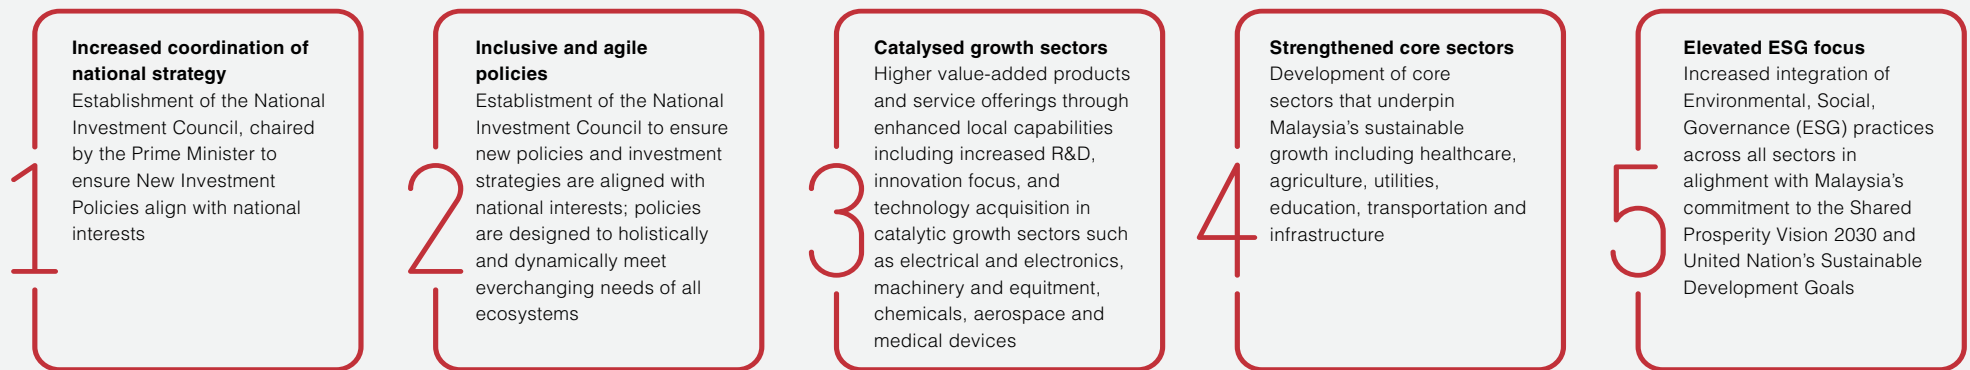 1
Increased coordination of
national strategy
Establishment of the National
Investment Council, chaired
by the Prime Minister to
ensure New Investment
Policies align with national
interests
2
Inclusive and agile
policies
Establistment of the National
Investment Council to ensure
new policies and investment
strategies are aligned with
national interests; policies
are designed to holistically
and dynamically meet
everchanging needs of all
ecosystems
3
Catalysed growth sectors
Higher value-added products
and service offerings through
enhanced local capabilities
including increased R&D,
innovation focus, and
technology acquisition in
catalytic growth sectors such
as electrical and electronics,
machinery and equitment,
chemicals, aerospace and
medical devices
4
Strengthened core sectors
Development of core
sectors that underpin
Malaysia's sustainable
growth including healthcare,
agriculture, utilities,
education, transportation and
infrastructure
5
Elevated ESG focus
Increased integration of
Environmental, Social,
Governance (ESG) practices
across all sectors in
alighment with Malaysia's
commitment to the Shared
Prosperity Vision 2030 and
United Nation's Sustainable
Development Goals